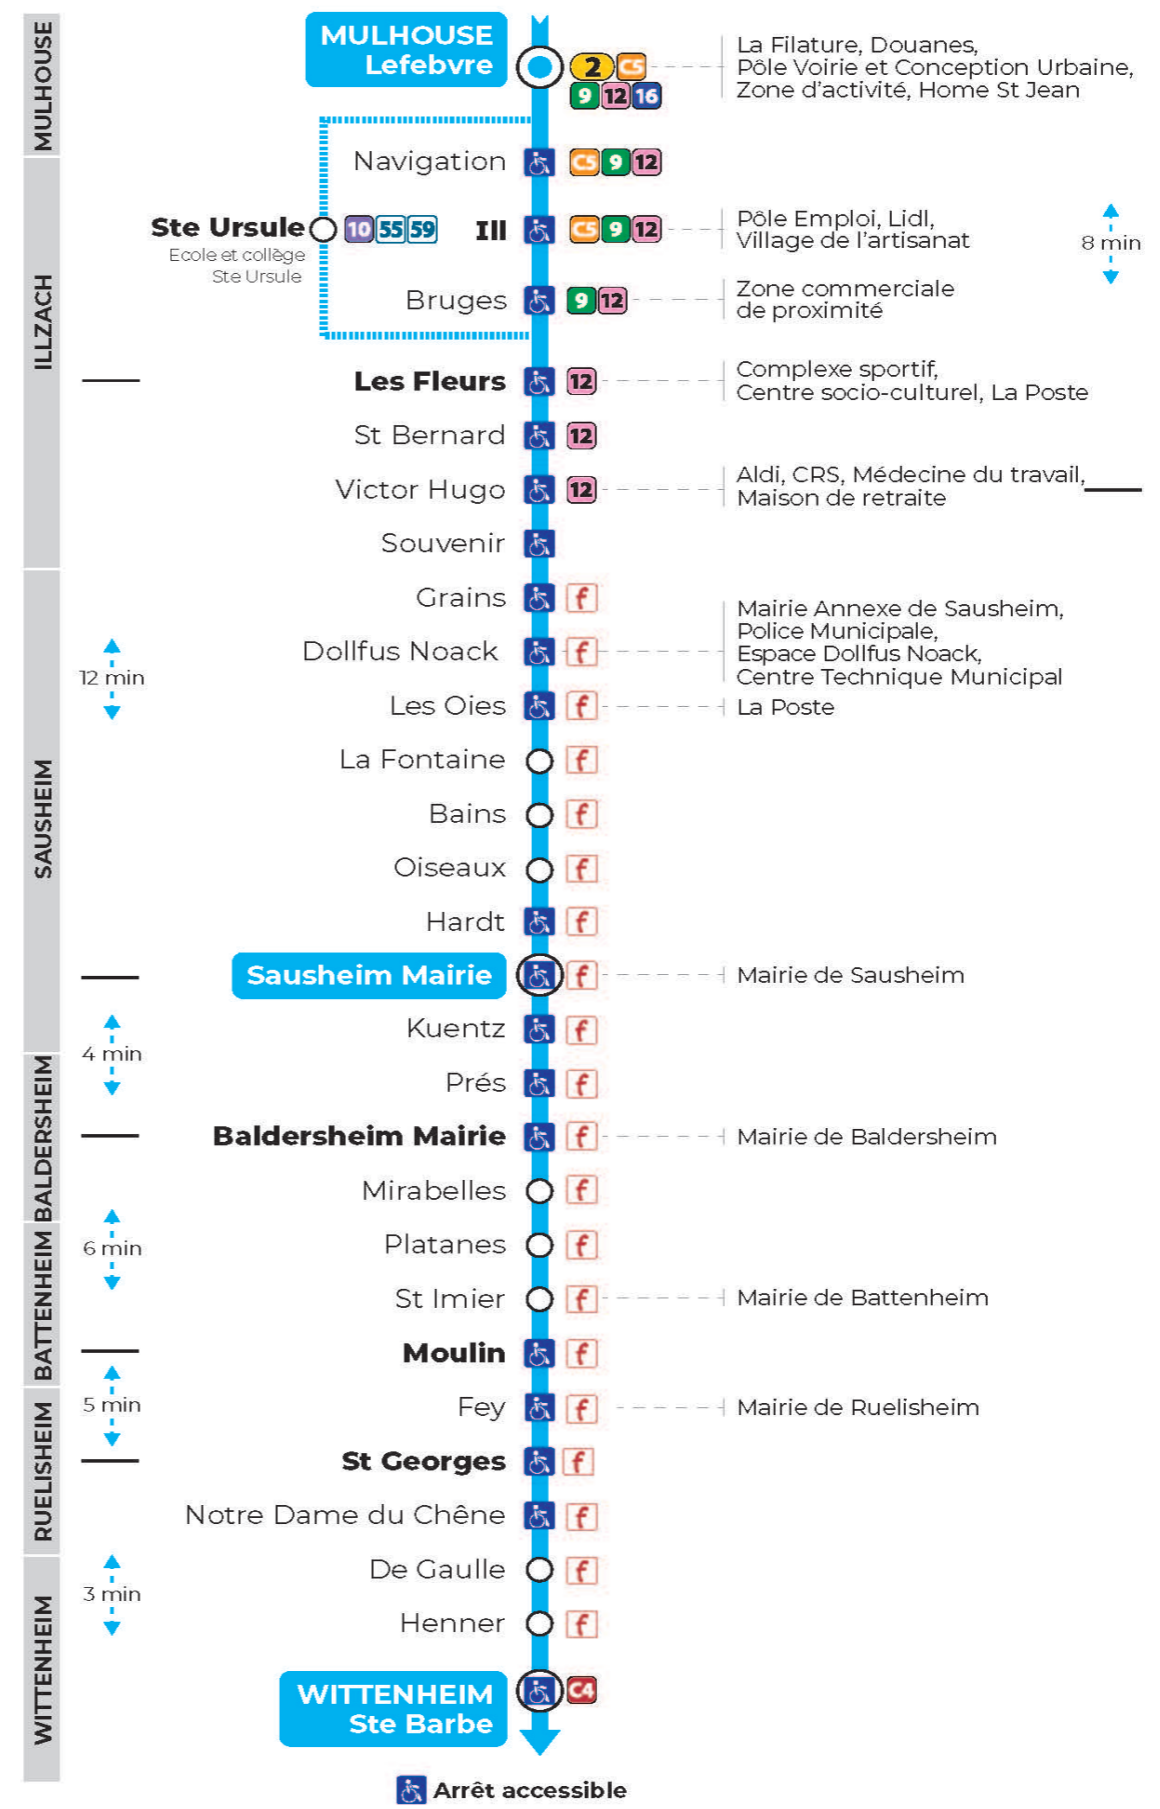 MULHOUSE
MULHOUSE
Lefebvre
2 C5
9 12 16
La Filature, Douanes,
Pôle Voirie et Conception Urbaine,
Zone d'activité, Home St Jean
ILLZACH
Navigation C5 9 12
Ste Ursule 10 55 59
Ecole et collège
Ste Ursule
Ill C5 9 12
Pôle Emploi, Lidl,
Village de l'artisanat
8 min
Bruges 9 12
Zone commerciale
de proximité
Les Fleurs 12
Complexe sportif,
Centre socio-culturel, La Poste
St Bernard 12
Victor Hugo 12
Aldi, CRS, Médecine du travail,
Maison de retraite
Souvenir
SAUSHEIM
Grains f
12 min
Dollfus Noack f
Mairie Annexe de Sausheim,
Police Municipale,
Espace Dollfus Noack,
Centre Technique Municipal
Les Oies f
La Poste
La Fontaine f
Bains f
Oiseaux f
Hardt f
Sausheim Mairie f
Mairie de Sausheim
Kuentz f
4 min
BALDERSHEIM
Prés f
Baldersheim Mairie f
Mairie de Baldersheim
Mirabelles f
BATTENHEIM
6 min
Platanes f
St Imier f
Mairie de Battenheim
Moulin f
RUELISHEIM
5 min
Fey f
Mairie de Ruelisheim
St Georges f
Notre Dame du Chêne f
WITTENHEIM
3 min
De Gaulle f
Henner f
WITTENHEIM
Ste Barbe
C4
Arrêt accessible